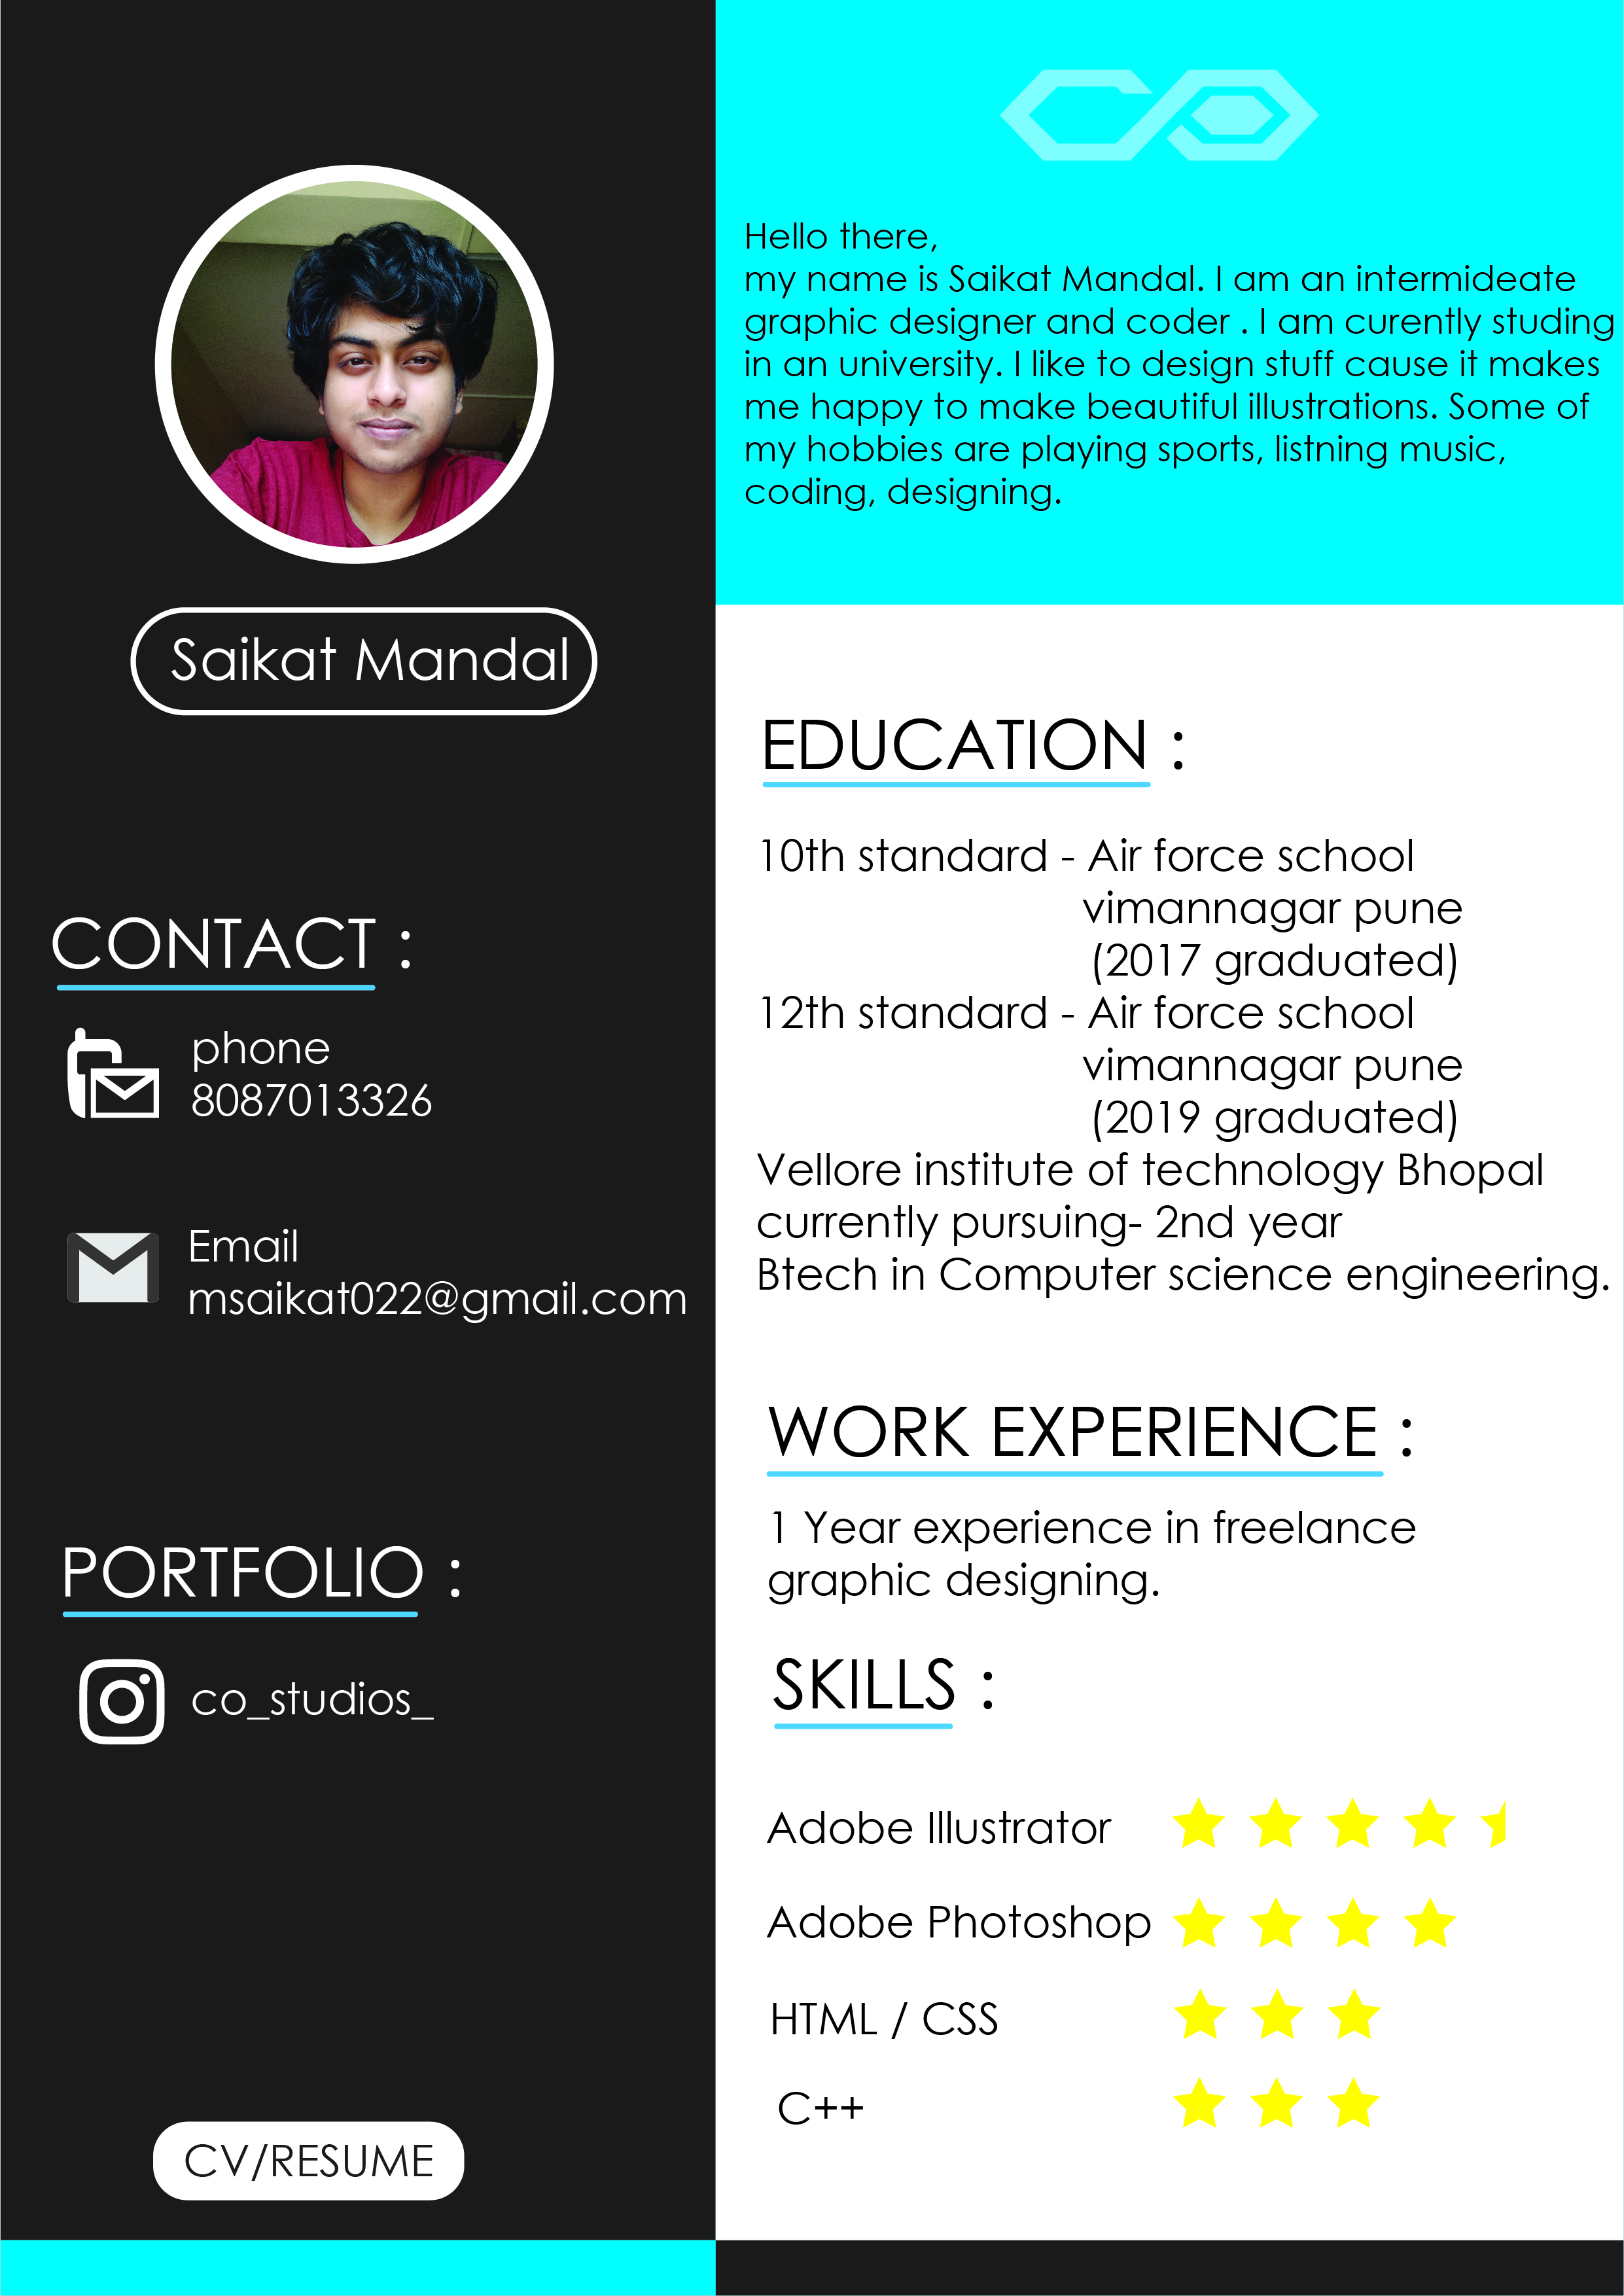 Saikat Mandal
CONTACT :
phone
8087013326
Email
msaikat022@gmail.com
PORTFOLIO :
co_studios_
CV/RESUME
Hello there,
my name is Saikat Mandal. I am an intermideate
graphic designer and coder . I am curently studing
in an university. I like to design stuff cause it makes
me happy to make beautiful illustrations. Some of
my hobbies are playing sports, listning music,
coding, designing.
EDUCATION :
10th standard - Air force school
vimannagar pune
(2017 graduated)
12th standard - Air force school
vimannagar pune
(2019 graduated)
Vellore institute of technology Bhopal
currently pursuing- 2nd year
Btech in Computer science engineering.
WORK EXPERIENCE :
1 Year experience in freelance
graphic designing.
SKILLS :
Adobe Illustrator
Adobe Photoshop
HTML / CSS
C++